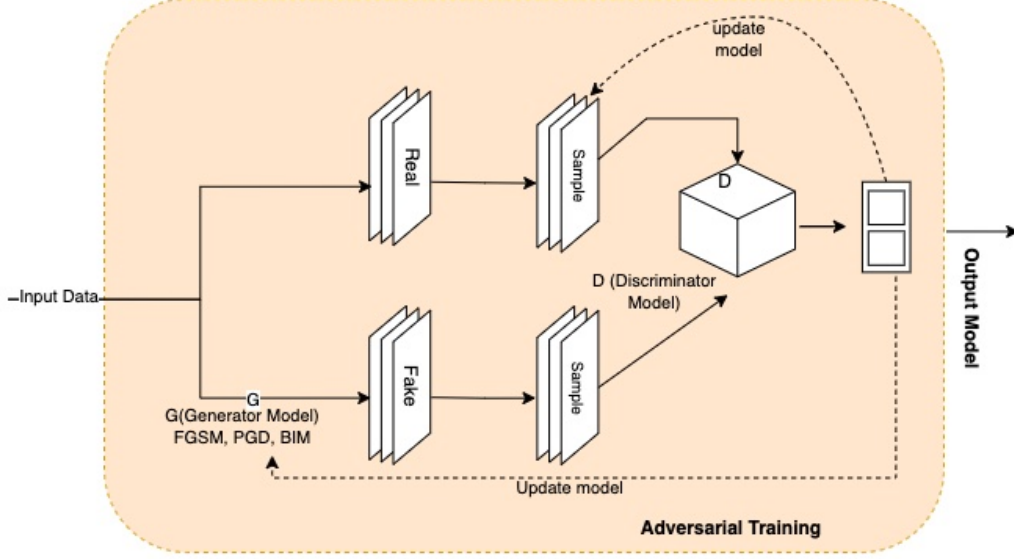 update
model
Real
Sample
D
D (Discriminator
Model)
Input Data
Output Model
Fake
Sample
G
G(Generator Model)
FGSM, PGD, BIM
Update model
Adversarial Training